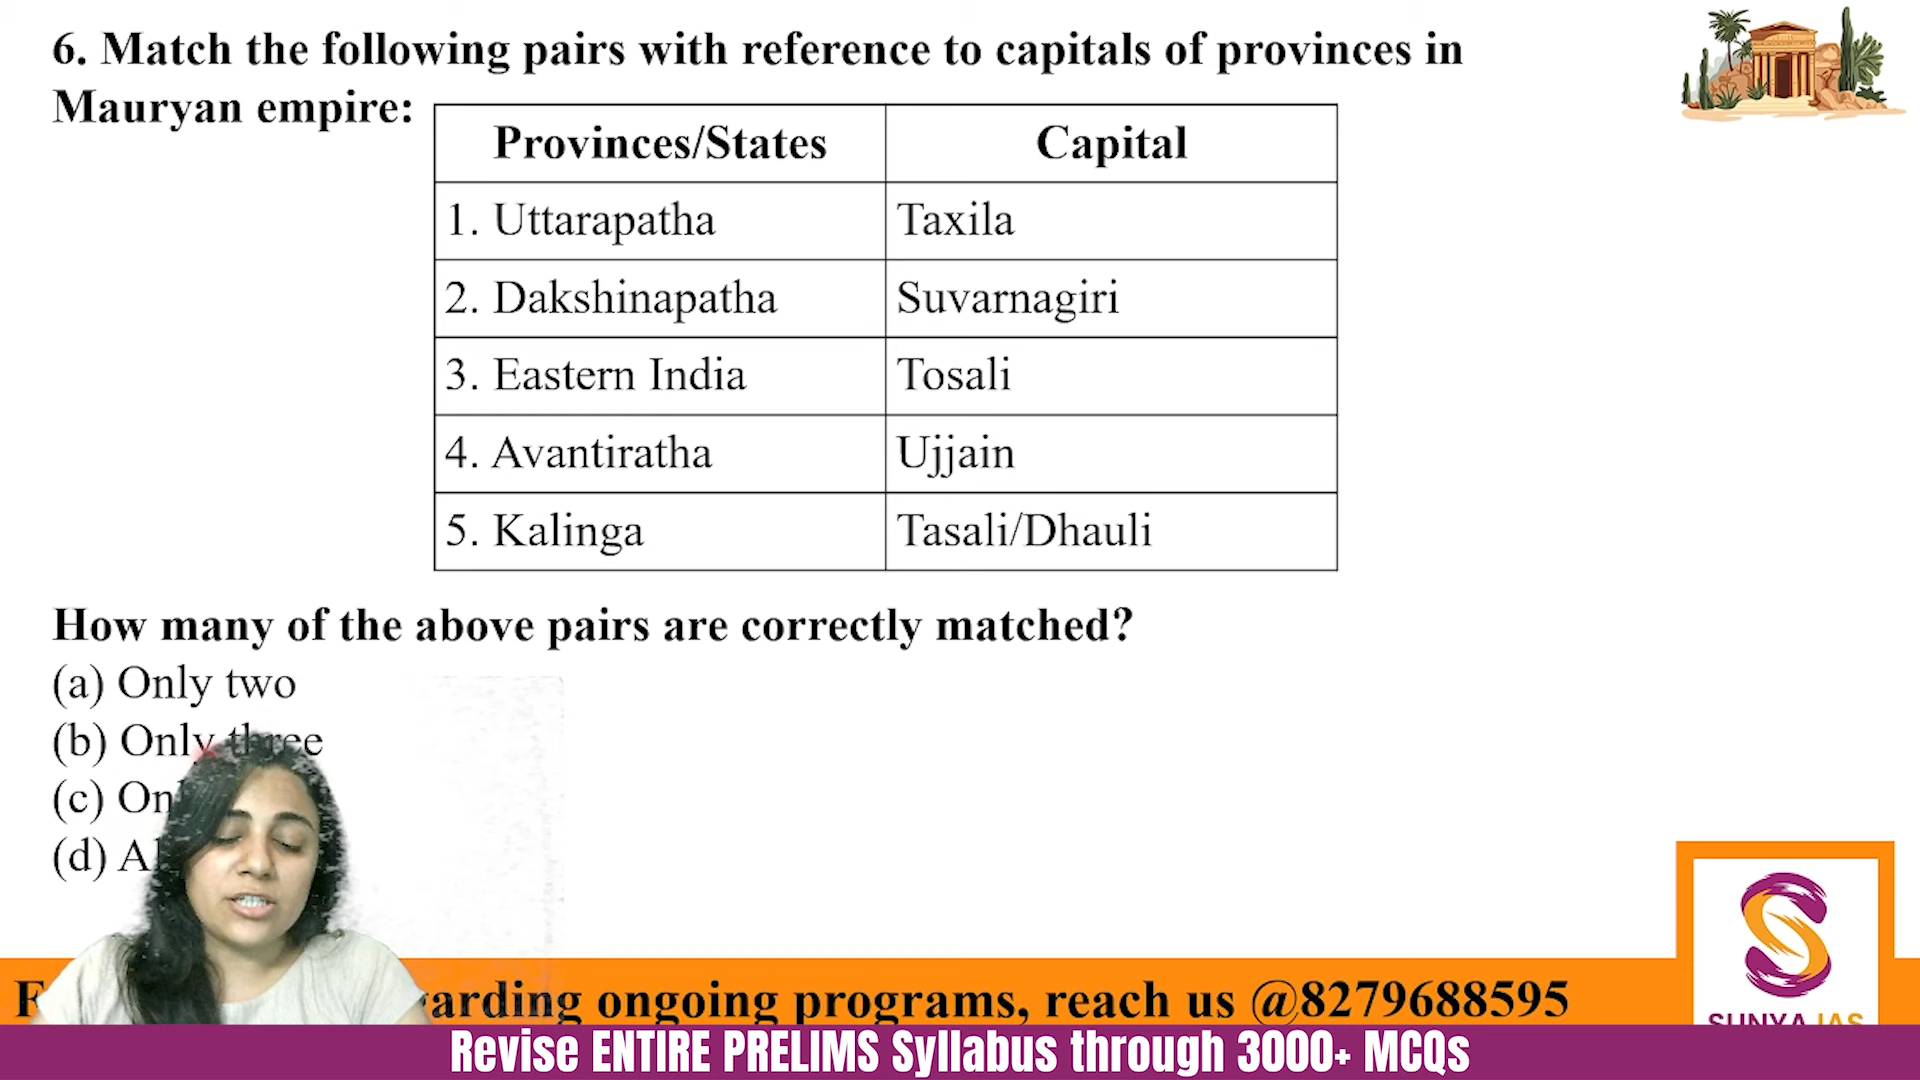 6. Match the following pairs with reference to capitals of provinces in
Mauryan empire:
Provinces/States Capital
1. Uttarapatha Taxila
2. Dakshinapatha Suvarnagiri
3. Eastern India Tosali
4. Avantiratha Ujjain
5. Kalinga Tasali/Dhauli
How many of the above pairs are correctly matched?
(a) Only two
(b) Only three
(c)
(d)
ongoing programs, reach us @8279688595
SUNYA IAS
Revise ENTIRE PRELIMS Syllabus through 3000+ MCQs